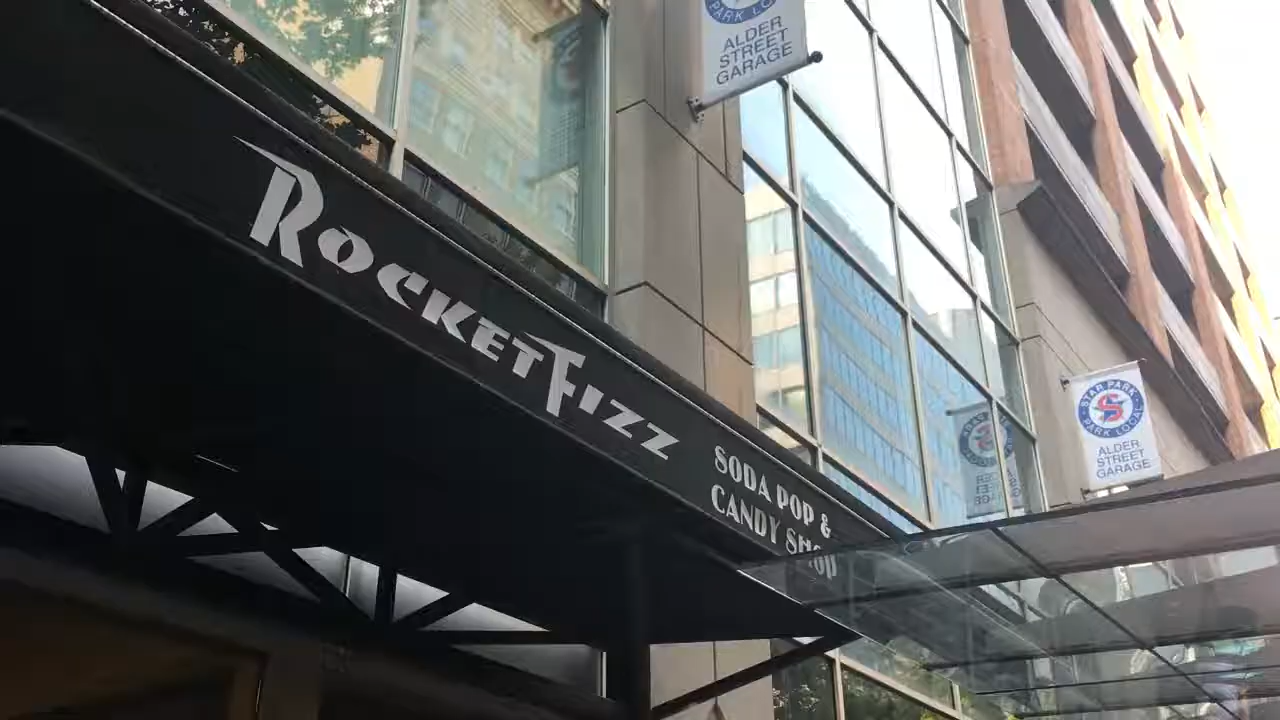 PARK LOCAL
ALDER
STREET
GARAGE
ROCKETFIZZ
SODA POP &
CANDY SHOP
STAR PARK
S
PARK LOCAL
ALDER
STREET
GARAGE